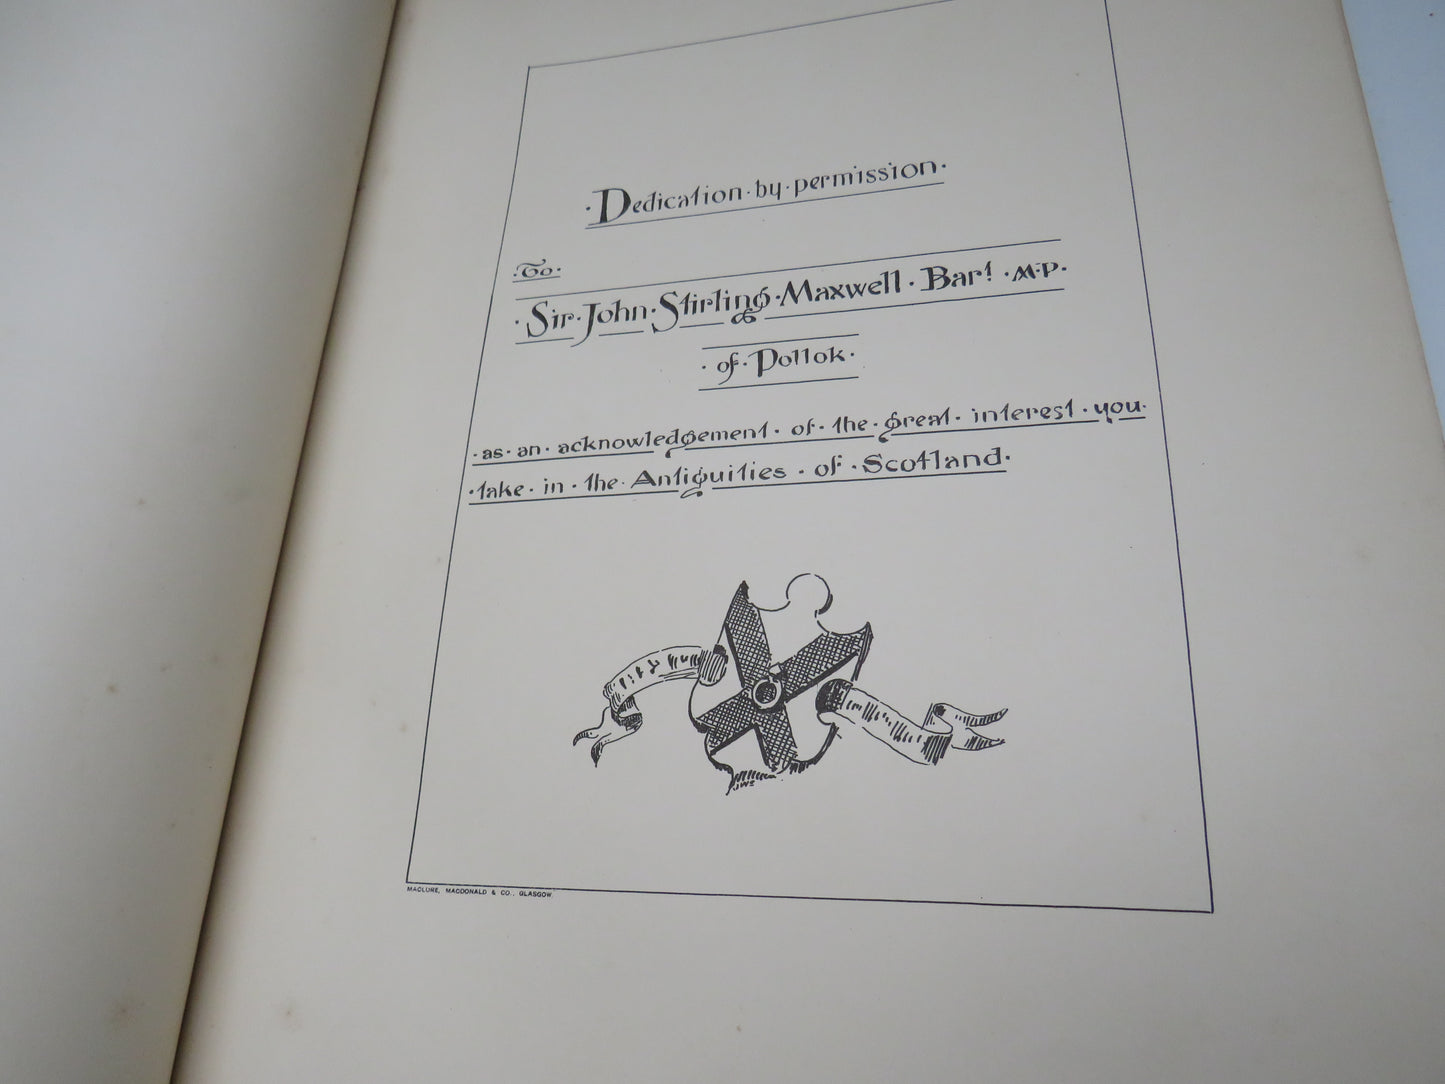 · Dedication · by · permission ·
· To ·
· Sir · John · Stirling · Maxwell · Bart · M·P ·
· of · Pollok ·
· as · an · acknowledgement · of · the · great · interest · you ·
· take · in · the · Antiquities · of · Scotland ·
JWS
MACLURE, MACDONALD & CO., GLASGOW.